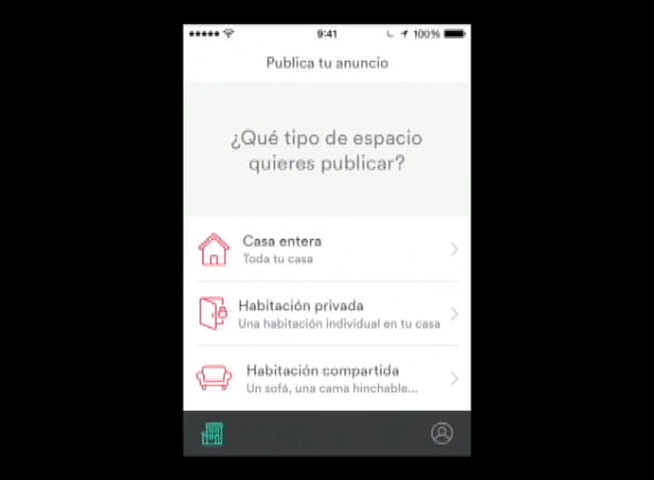 9:41
100%
Publica tu anuncio
¿Qué tipo de espacio
quieres publicar?
Casa entera
Toda tu casa
Habitación privada
Una habitación individual en tu casa
Habitación compartida
Un sofá, una cama hinchable...